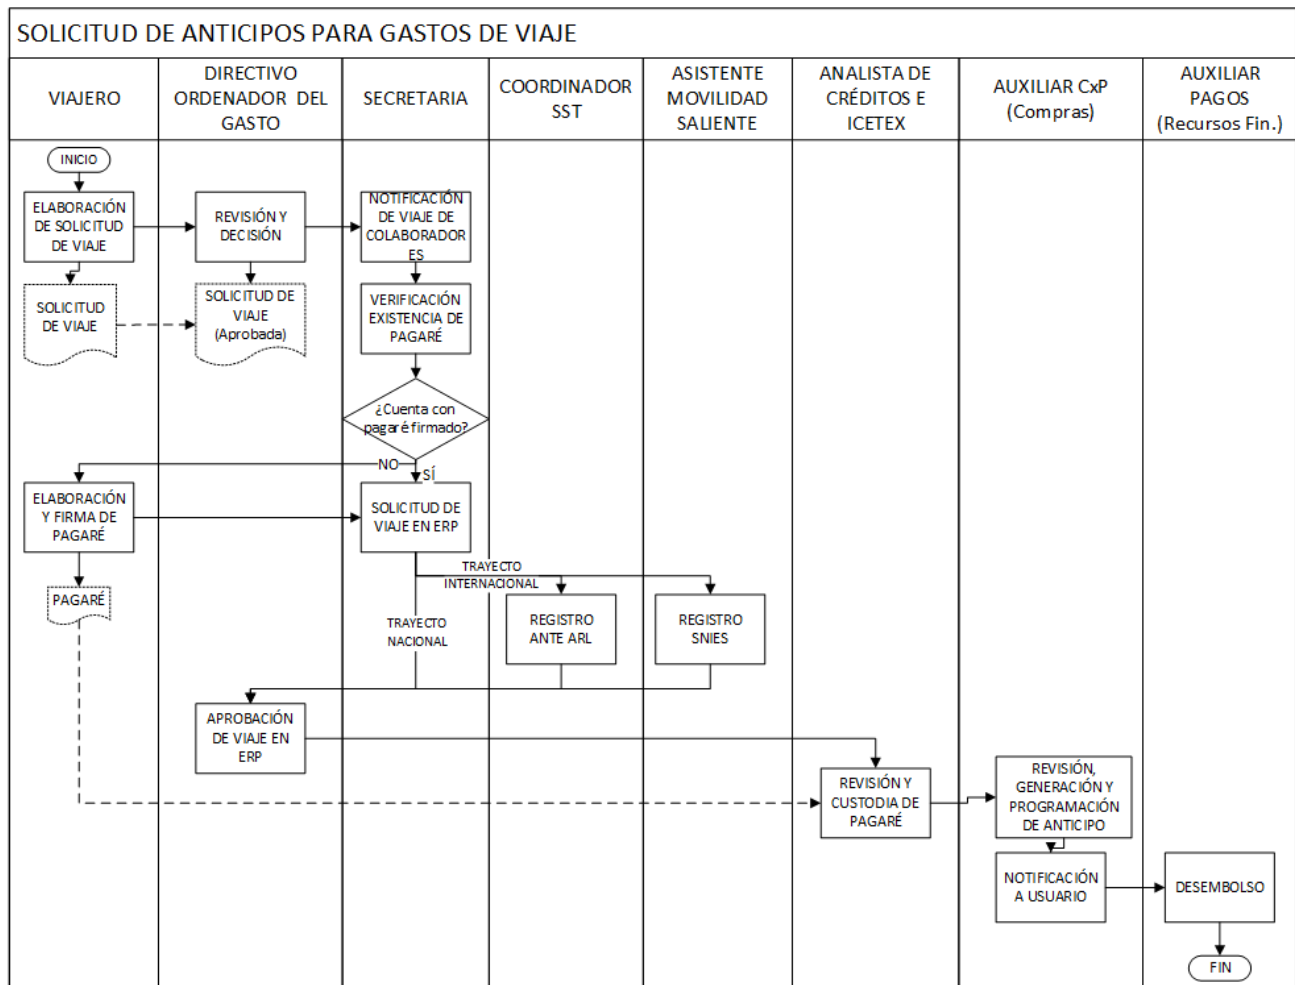 SOLICITUD DE ANTICIPOS PARA GASTOS DE VIAJE
VIAJERO
DIRECTIVO
ORDENADOR DEL
GASTO
SECRETARIA
COORDINADOR
SST
ASISTENTE
MOVILIDAD
SALIENTE
ANALISTA DE
CRÉDITOS E
ICETEX
AUXILIAR CxP
(Compras)
AUXILIAR
PAGOS
(Recursos Fin.)
INICIO
ELABORACIÓN
DE SOLICITUD
DE VIAJE
REVISIÓN Y
DECISIÓN
NOTIFICACIÓN
DE VIAJE DE
COLABORADOR
ES
SOLICITUD
DE VIAJE
SOLICITUD DE
VIAJE
(Aprobada)
VERIFICACIÓN
EXISTENCIA DE
PAGARÉ
¿Cuenta con
pagaré firmado?
NO
SÍ
ELABORACIÓN
Y FIRMA DE
PAGARÉ
SOLICITUD DE
VIAJE EN ERP
TRAYECTO
INTERNACIONAL
PAGARÉ
TRAYECTO
NACIONAL
REGISTRO
ANTE ARL
REGISTRO
SNIES
APROBACIÓN
DE VIAJE EN
ERP
REVISIÓN Y
CUSTODIA DE
PAGARÉ
REVISIÓN,
GENERACIÓN Y
PROGRAMACIÓN
DE ANTICIPO
NOTIFICACIÓN
A USUARIO
DESEMBOLSO
FIN